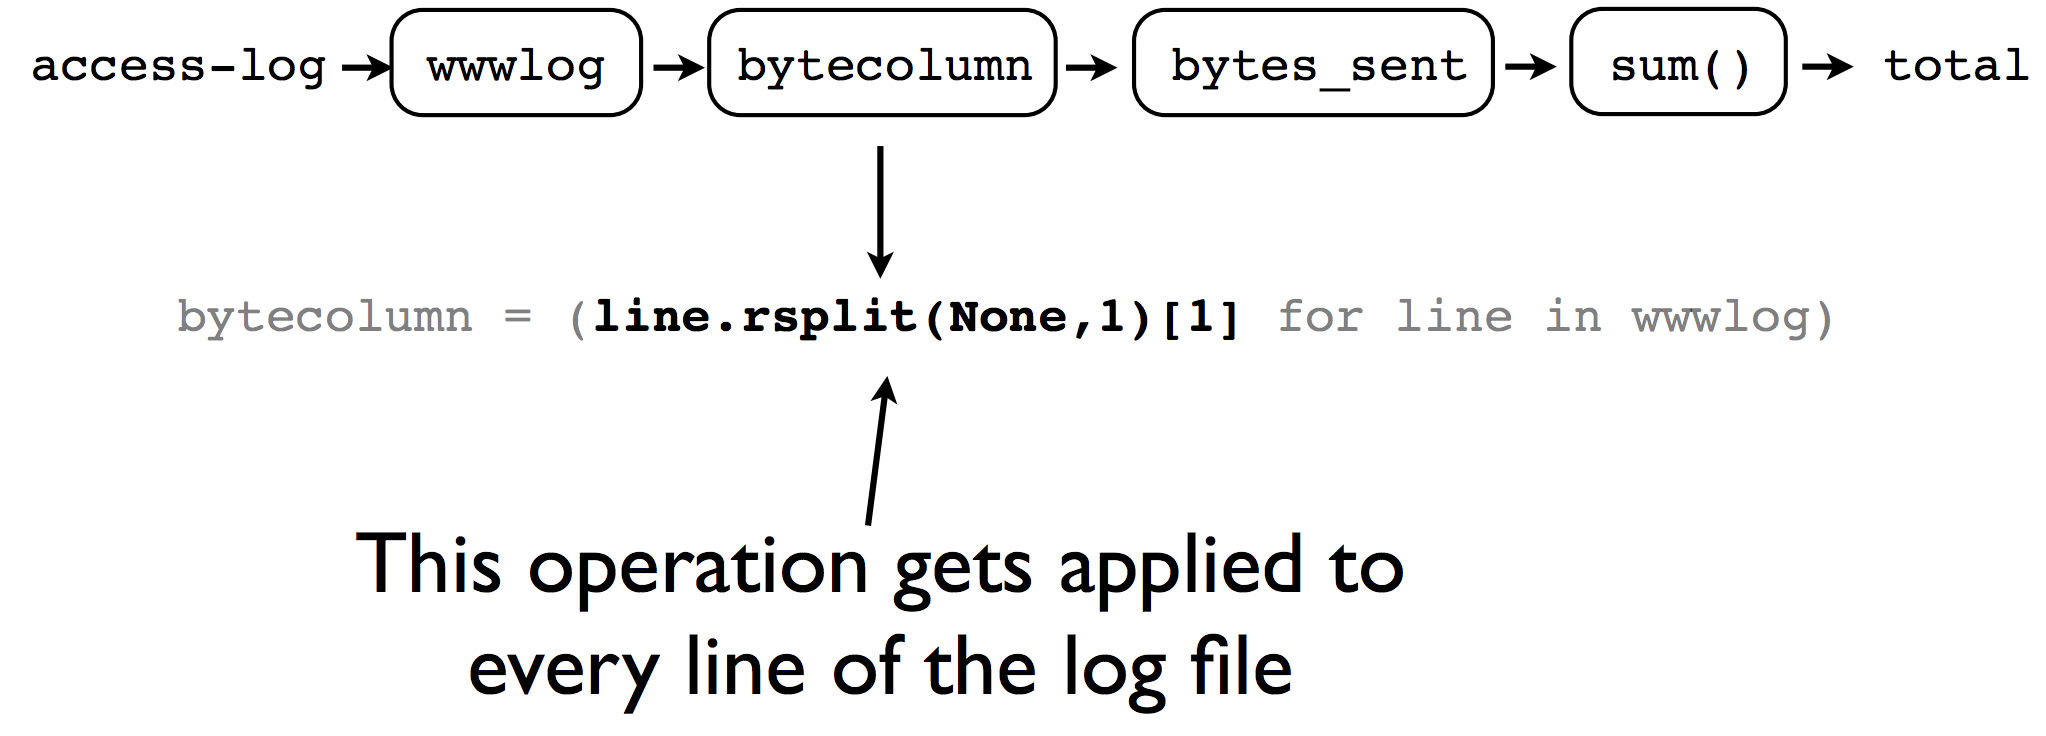 access-log wwwlog bytecolumn bytes_sent sum() total
bytecolumn = (line.rsplit(None,1)[1] for line in wwwlog)
This operation gets applied to
every line of the log file